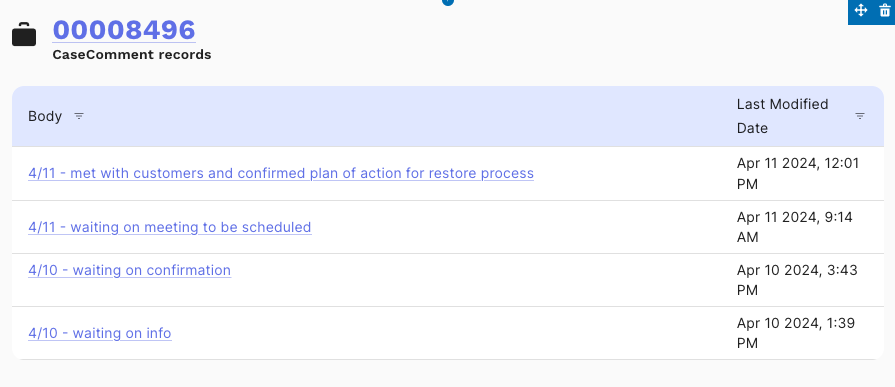 00008496
CaseComment records
Body
Last Modified
Date
4/11 - met with customers and confirmed plan of action for restore process
Apr 11 2024, 12:01
PM
4/11 - waiting on meeting to be scheduled
Apr 11 2024, 9:14
AM
4/10 - waiting on confirmation
Apr 10 2024, 3:43
PM
4/10 - waiting on info
Apr 10 2024, 1:39
PM